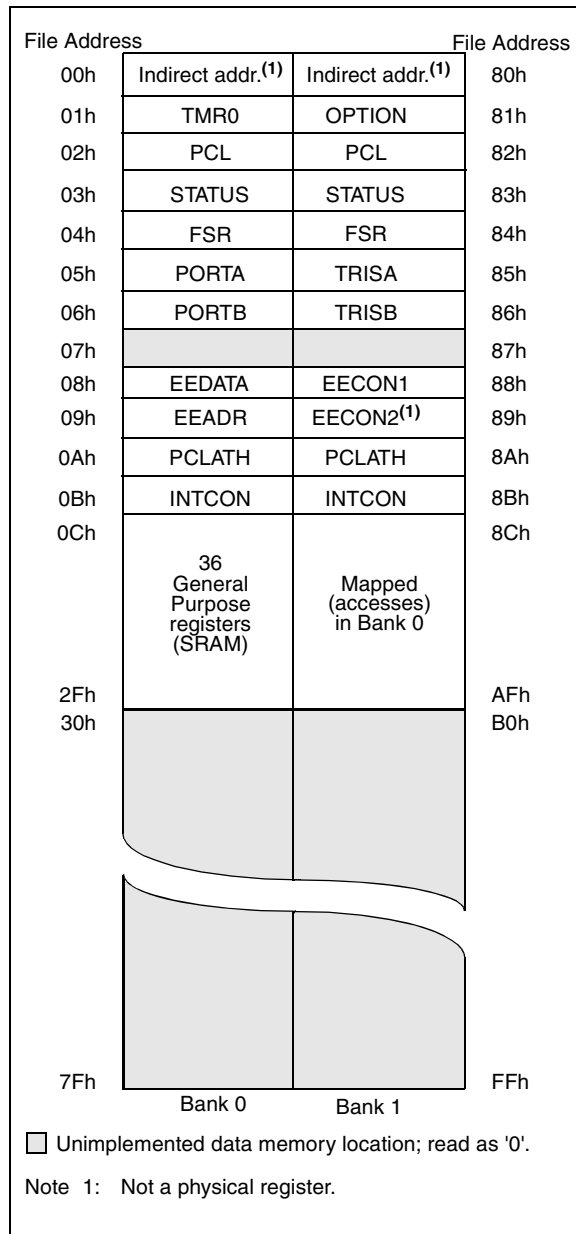 File Address File Address
00h Indirect addr.(1) Indirect addr.(1) 80h
01h TMR0 OPTION 81h
02h PCL PCL 82h
03h STATUS STATUS 83h
04h FSR FSR 84h
05h PORTA TRISA 85h
06h PORTB TRISB 86h
07h 87h
08h EEDATA EECON1 88h
09h EEADR EECON2(1) 89h
0Ah PCLATH PCLATH 8Ah
0Bh INTCON INTCON 8Bh
0Ch 8Ch
36
General
Purpose
registers
(SRAM)
Mapped
(accesses)
in Bank 0
2Fh AFh
30h B0h
7Fh FFh
Bank 0 Bank 1
Unimplemented data memory location; read as '0'.
Note 1: Not a physical register.